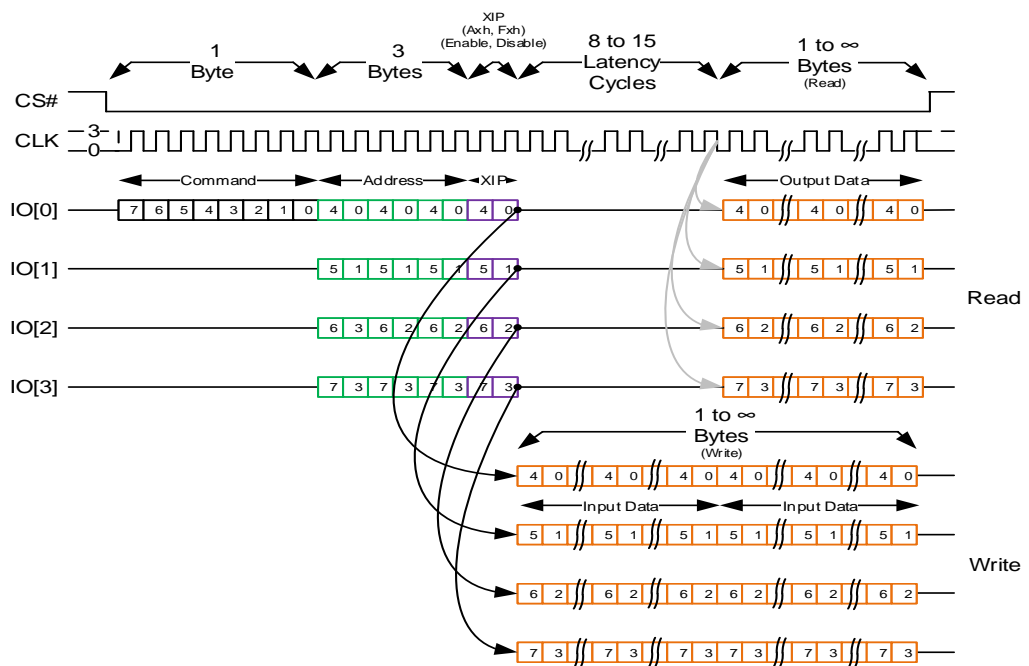 XIP
(Axh, Fxh)
(Enable, Disable)
1
Byte
3
Bytes
8 to 15
Latency
Cycles
1 to ∞
Bytes
(Read)
CS#
CLK 3
0
Command Address XIP Output Data
IO[0] 7 6 5 4 3 2 1 0 4 0 4 0 4 0 4 0 4 0 4 0 4 0
IO[1] 5 1 5 1 5 1 5 1 5 1 5 1 5 1
Read
IO[2] 6 3 6 2 6 2 6 2 6 2 6 2 6 2
IO[3] 7 3 7 3 7 3 7 3 7 3 7 3 7 3
1 to ∞
Bytes
(Write)
4 0 4 0 4 0 4 0 4 0 4 0
Input Data Input Data
5 1 5 1 5 1 5 1 5 1 5 1
Write
6 2 6 2 6 2 6 2 6 2 6 2
7 3 7 3 7 3 7 3 7 3 7 3